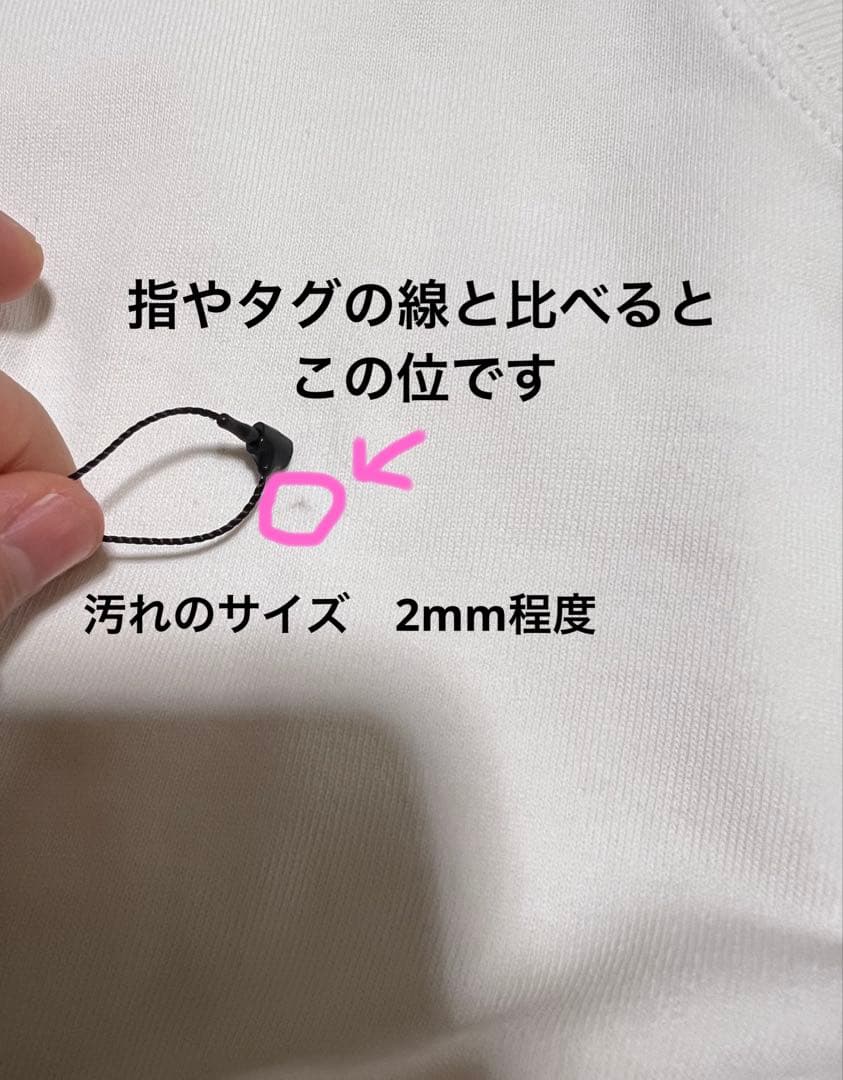 指やタグの線と比べると
この位です
汚れのサイズ　2mm程度